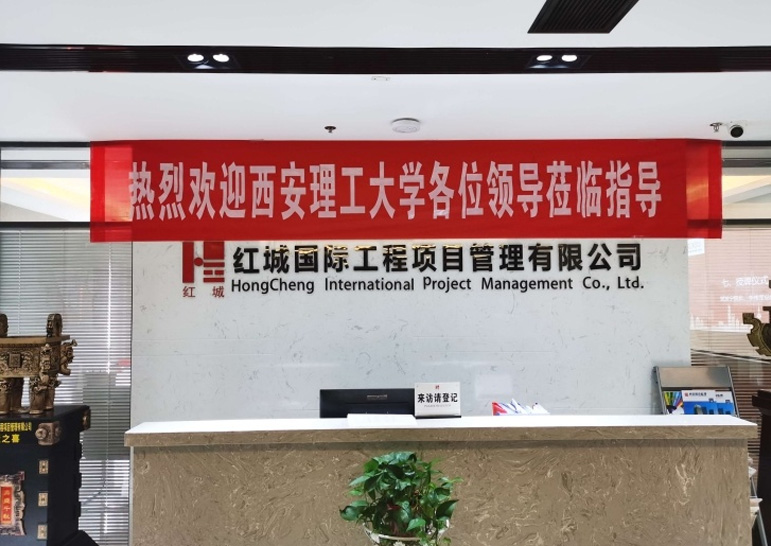 热烈欢迎西安理工大学各位领导莅临指导
红城国际工程项目管理有限公司
红城
HongCheng International Project Management Co., Ltd.
来访请登记
之喜